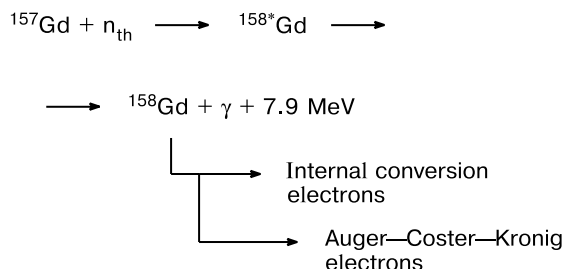 ¹⁵⁷Gd + nₜₕ ⟶ ¹⁵⁸*Gd ⟶
⟶ ¹⁵⁸Gd + γ + 7.9 MeV
Internal conversion
electrons
Auger—Coster—Kronig
electrons